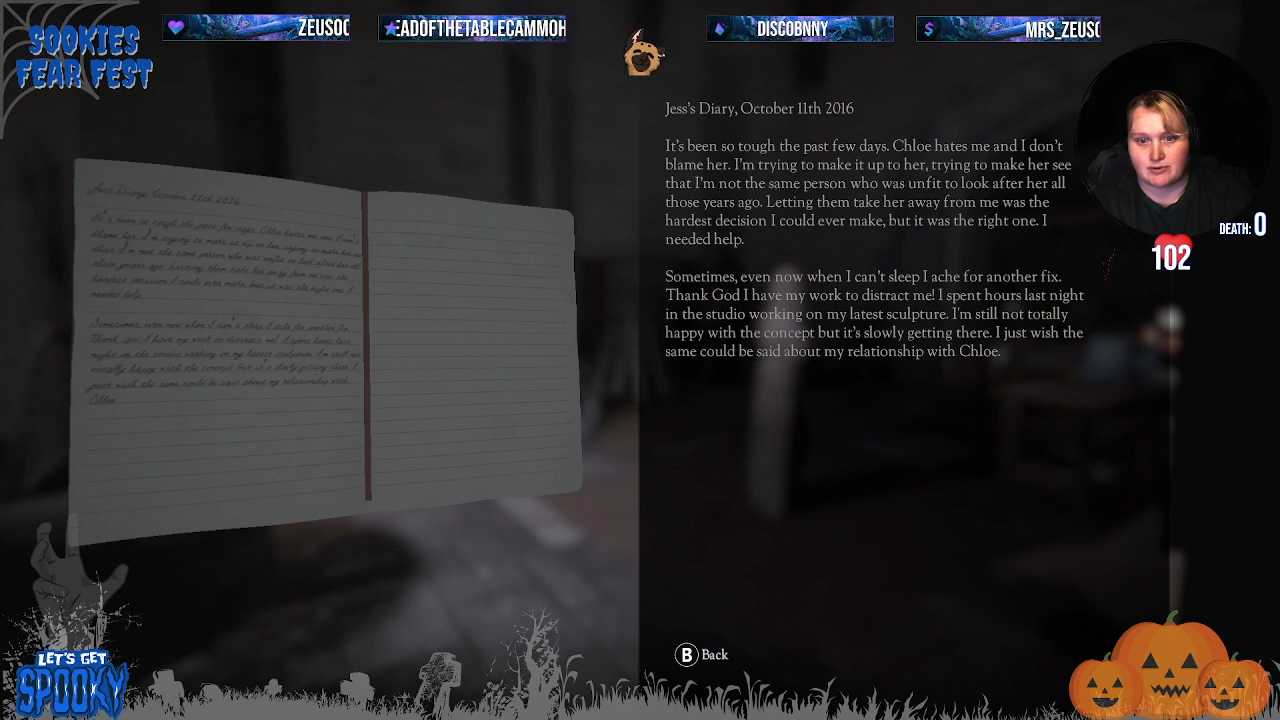 SQOKIES
FEAR FEST
ZEUSOC
EADOFTHETABLECAMMOH
DISCOBNNY
MRS_ZEUSC
Jess's Diary, October 11th 2016
It's been so tough the past few days. Chloe hates me and I don't
blame her. I'm trying to make it up to her, trying to make her see
that I'm not the same person who was unfit to look after her all
those years ago. Letting them take her away from me was the
hardest decision I could ever make, but it was the right one. I
needed help.
Sometimes, even now when I can't sleep I ache for another fix.
Thank God I have my work to distract me! I spent hours last night
in the studio working on my latest sculpture. I'm still not totally
happy with the concept but it's slowly getting there. I just wish the
same could be said about my relationship with Chloe.
DEATH: 0
102
B Back
LET'S GET
SPOOKY